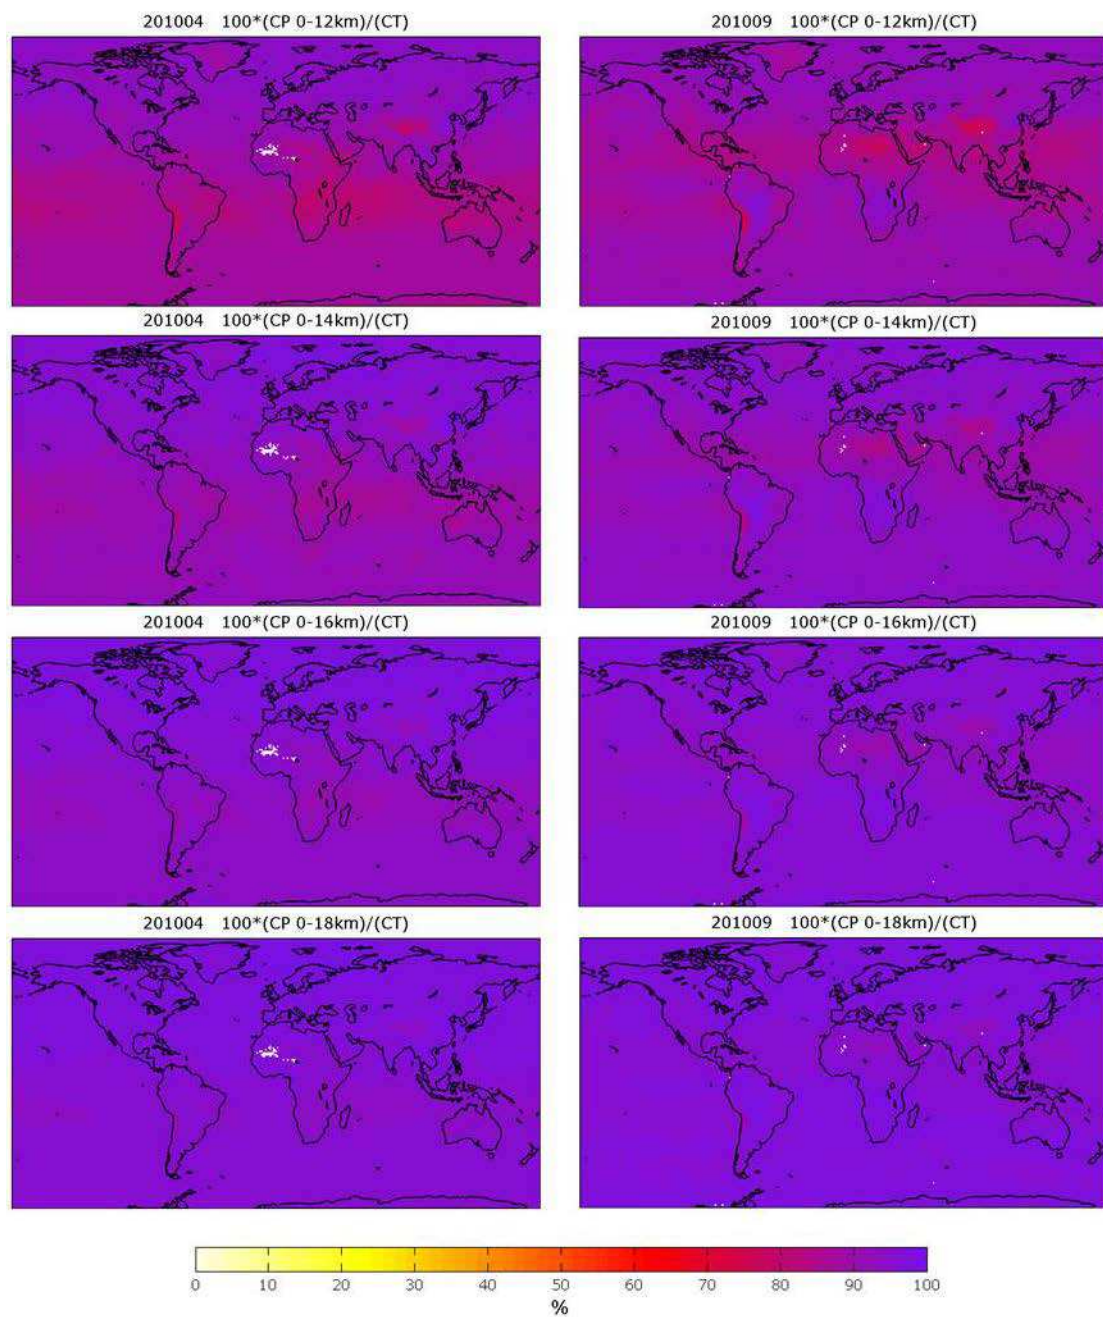 201004 100*(CP 0-12km)/(CT)
201009 100*(CP 0-12km)/(CT)
201004 100*(CP 0-14km)/(CT)
201009 100*(CP 0-14km)/(CT)
201004 100*(CP 0-16km)/(CT)
201009 100*(CP 0-16km)/(CT)
201004 100*(CP 0-18km)/(CT)
201009 100*(CP 0-18km)/(CT)
0 10 20 30 40 50 60 70 80 90 100
%